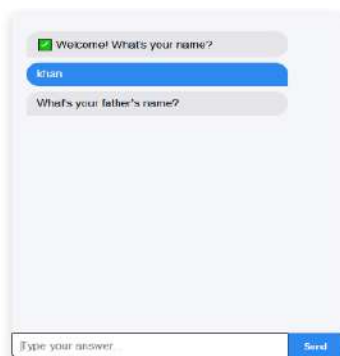 ✅ Welcome! What's your name?
khan
What's your father's name?
Type your answer...
Send